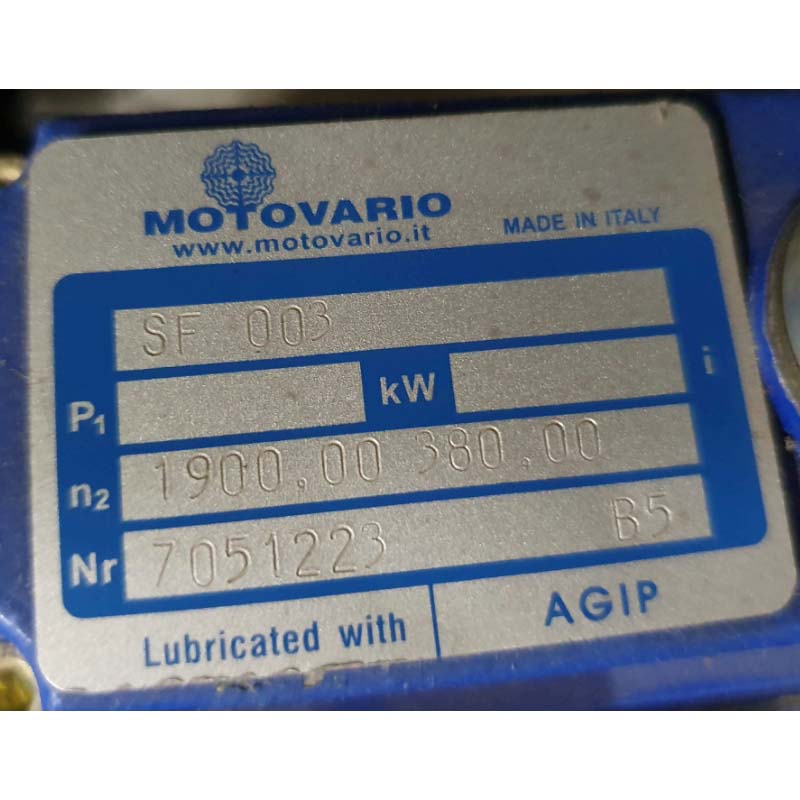 MOTOVARIO
www.motovario.it
MADE IN ITALY
SF 003
P1 kW i
n2 1900,00 380,00
Nr 7051223 B5
Lubricated with AGIP